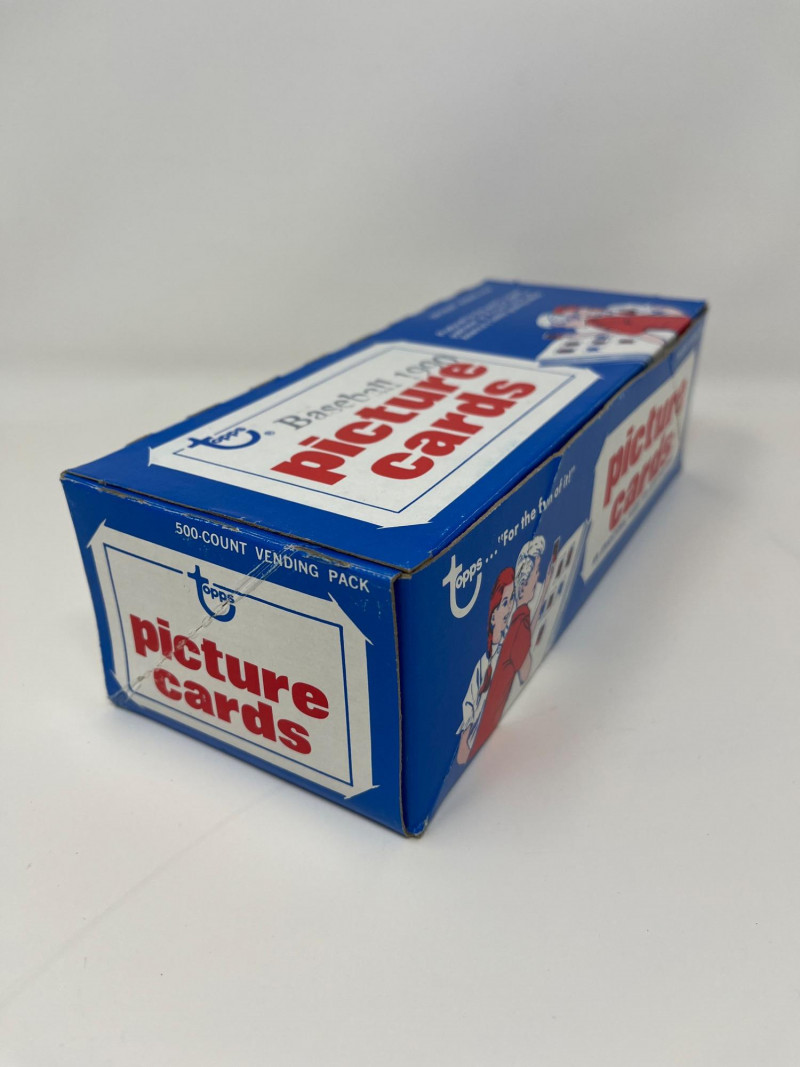 topps ®
Baseball 1990
picture
cards
500-COUNT VENDING PACK
topps
picture
cards
topps ... "For the fun of it!"
picture
cards